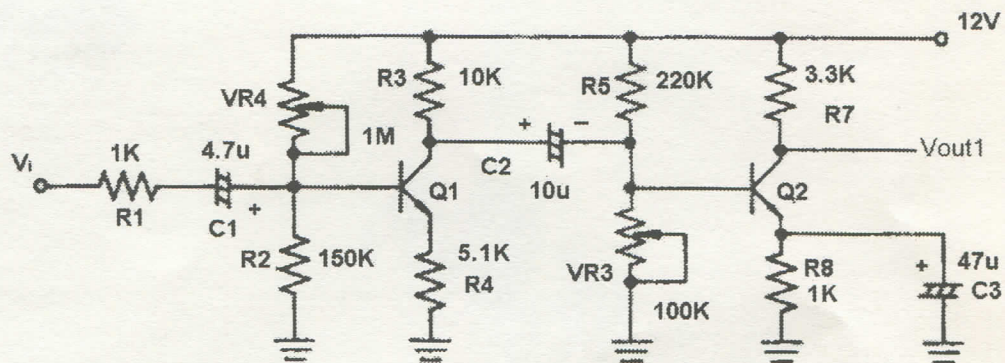 12V
R3
10K
R5
220K
3.3K
R7
VR4
1M
+
−
C2
10u
Vout1
Vi
1K
R1
4.7u
C1
+
Q1
Q2
R2
150K
5.1K
R4
VR3
100K
R8
1K
+
47u
C3